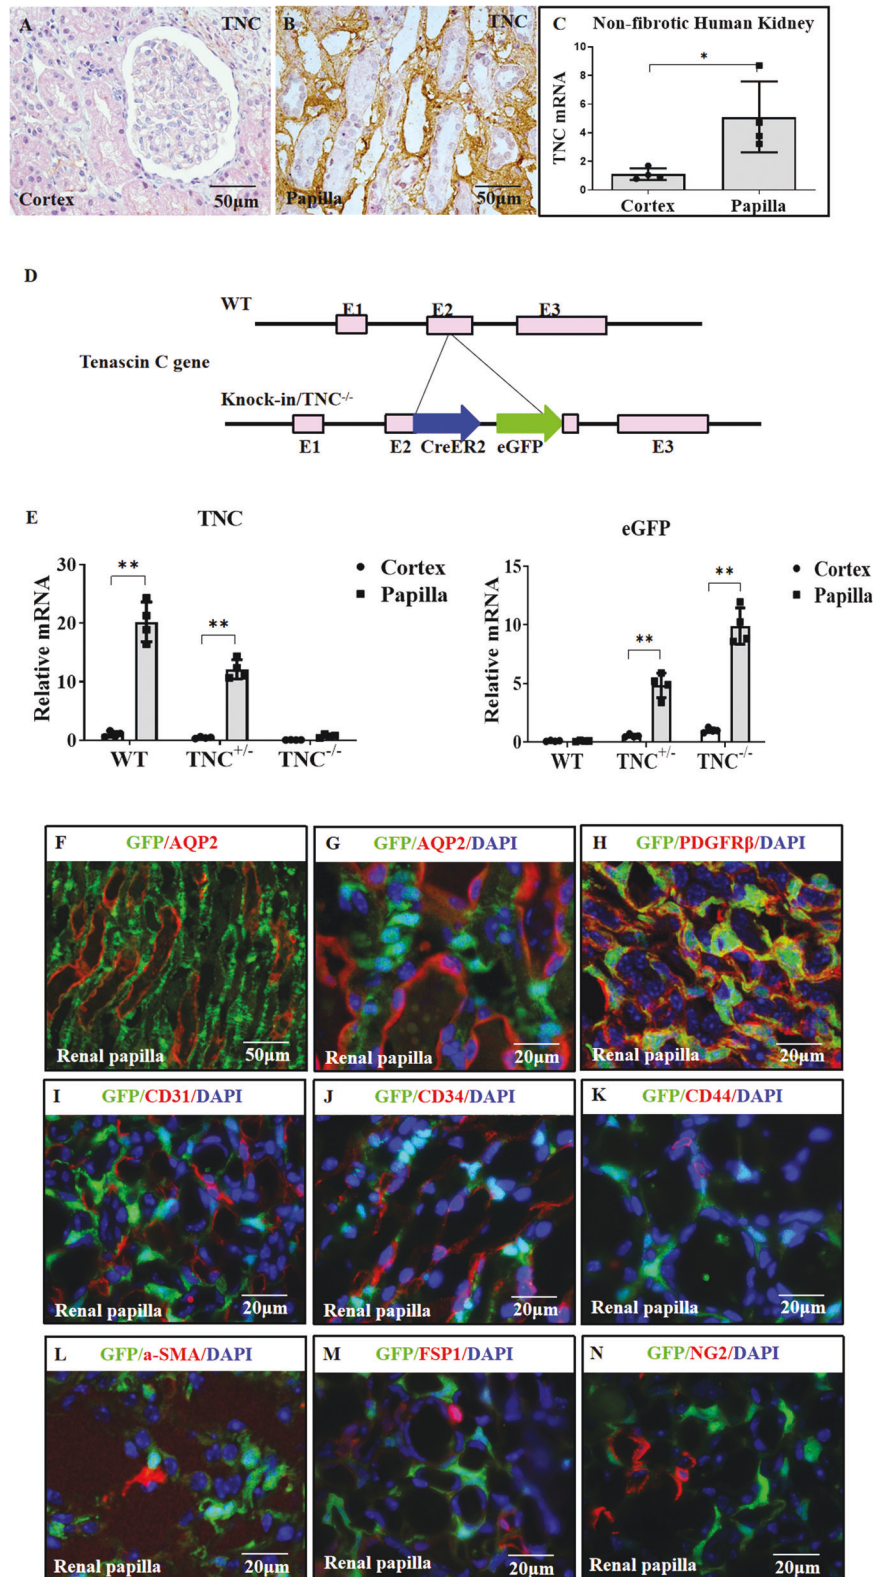 A TNC
Cortex 50µm
B TNC
Papilla 50µm
C Non-fibrotic Human Kidney
*
TNC mRNA
10
8
6
4
2
0
Cortex Papilla
D
WT
E1 E2 E3
Tenascin C gene
Knock-in/TNC-/-
E1 E2 CreER2 eGFP E3
E
TNC
Relative mRNA
30
20
10
0
** **
Cortex
Papilla
WT TNC+/- TNC-/-
eGFP
Relative mRNA
15
10
5
0
** **
Cortex
Papilla
WT TNC+/- TNC-/-
F GFP/AQP2
Renal papilla 50µm
G GFP/AQP2/DAPI
Renal papilla 20µm
H GFP/PDGFRβ/DAPI
Renal papilla 20µm
I GFP/CD31/DAPI
Renal papilla 20µm
J GFP/CD34/DAPI
Renal papilla 20µm
K GFP/CD44/DAPI
Renal papilla 20µm
L GFP/a-SMA/DAPI
Renal papilla 20µm
M GFP/FSP1/DAPI
Renal papilla 20µm
N GFP/NG2/DAPI
Renal papilla 20µm